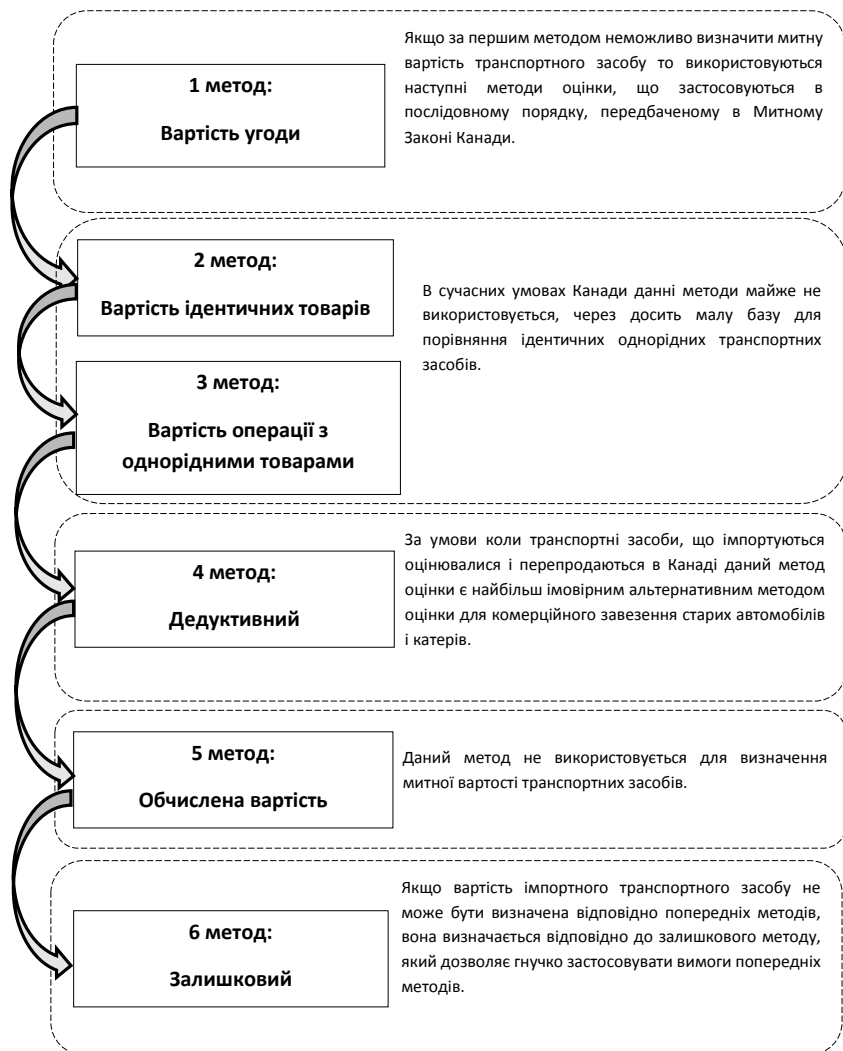 1 метод:
Вартість угоди
Якщо за першим методом неможливо визначити митну
вартість транспортного засобу то використовуються
наступні методи оцінки, що застосовуються в
послідовному порядку, передбаченому в Митному
Законі Канади.
2 метод:
Вартість ідентичних товарів
3 метод:
Вартість операції з
однорідними товарами
В сучасних умовах Канади данні методи майже не
використовується, через досить малу базу для
порівняння ідентичних однорідних транспортних
засобів.
4 метод:
Дедуктивний
За умови коли транспортні засоби, що імпортуються
оцінювалися і перепродаються в Канаді даний метод
оцінки є найбільш імовірним альтернативним методом
оцінки для комерційного завезення старих автомобілів
і катерів.
5 метод:
Обчислена вартість
Даний метод не використовується для визначення
митної вартості транспортних засобів.
6 метод:
Залишковий
Якщо вартість імпортного транспортного засобу не
може бути визначена відповідно попередніх методів,
вона визначається відповідно до залишкового методу,
який дозволяє гнучко застосовувати вимоги попередніх
методів.